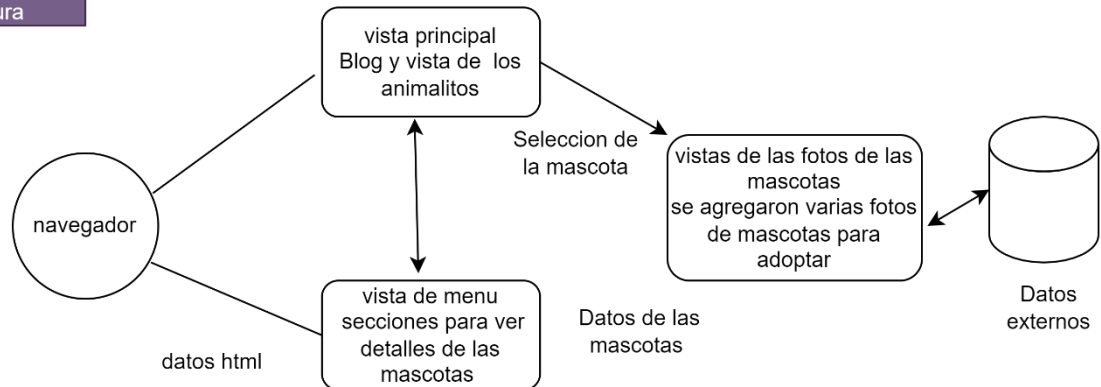 ura
vista principal
Blog y vista de los
animalitos
Seleccion de
la mascota
vistas de las fotos de las
mascotas
se agregaron varias fotos
de mascotas para
adoptar
navegador
Datos
externos
vista de menu
secciones para ver
detalles de las
mascotas
Datos de las
mascotas
datos html